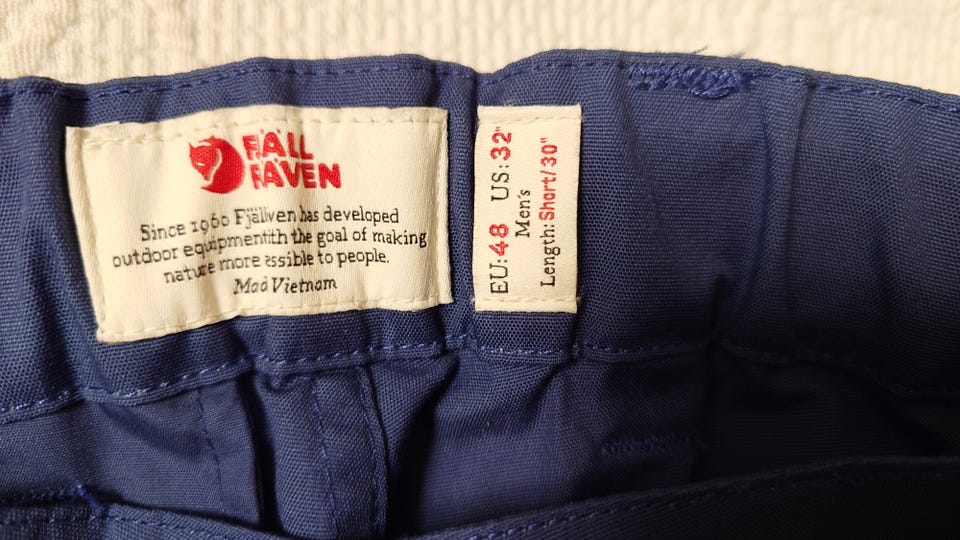 FJÄLL
RÄVEN
Since 1960 Fjällven has developed
outdoor equipmentith the goal of making
nature more essible to people.
Mad Vietnam
EU:48 US:32"
Men's
Length: Short/30"